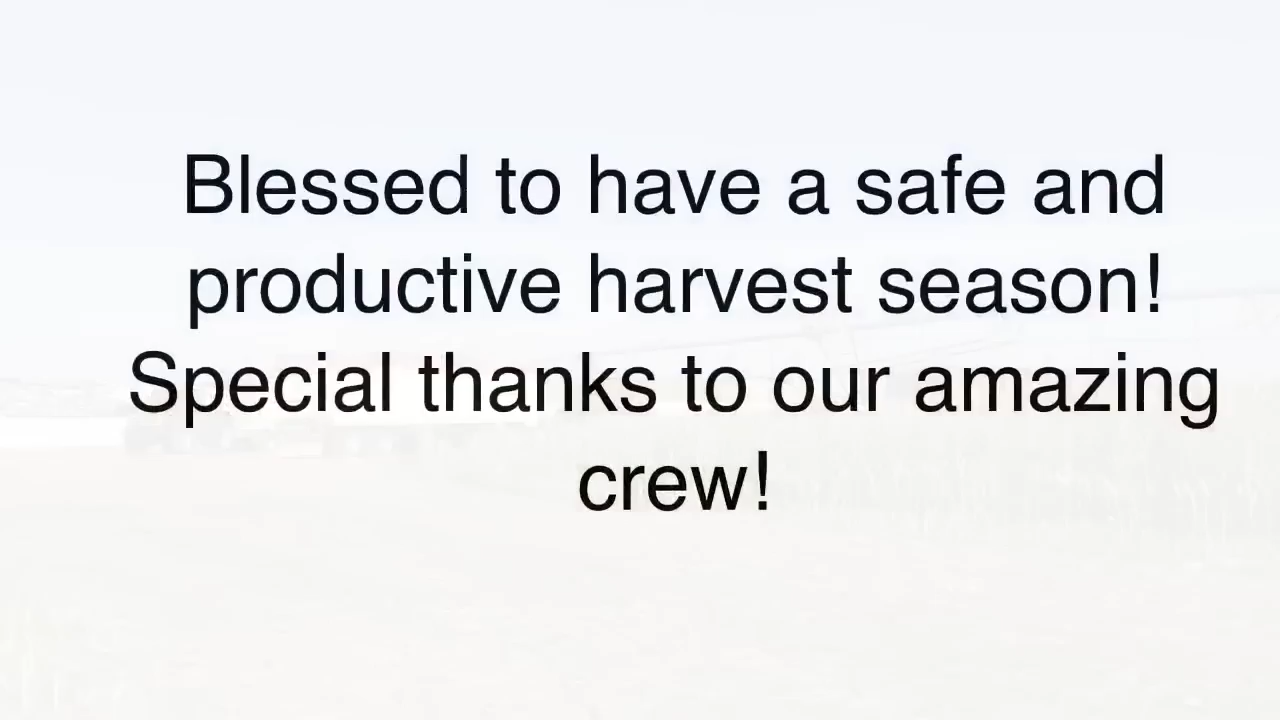 Blessed to have a safe and
productive harvest season!
Special thanks to our amazing
crew!